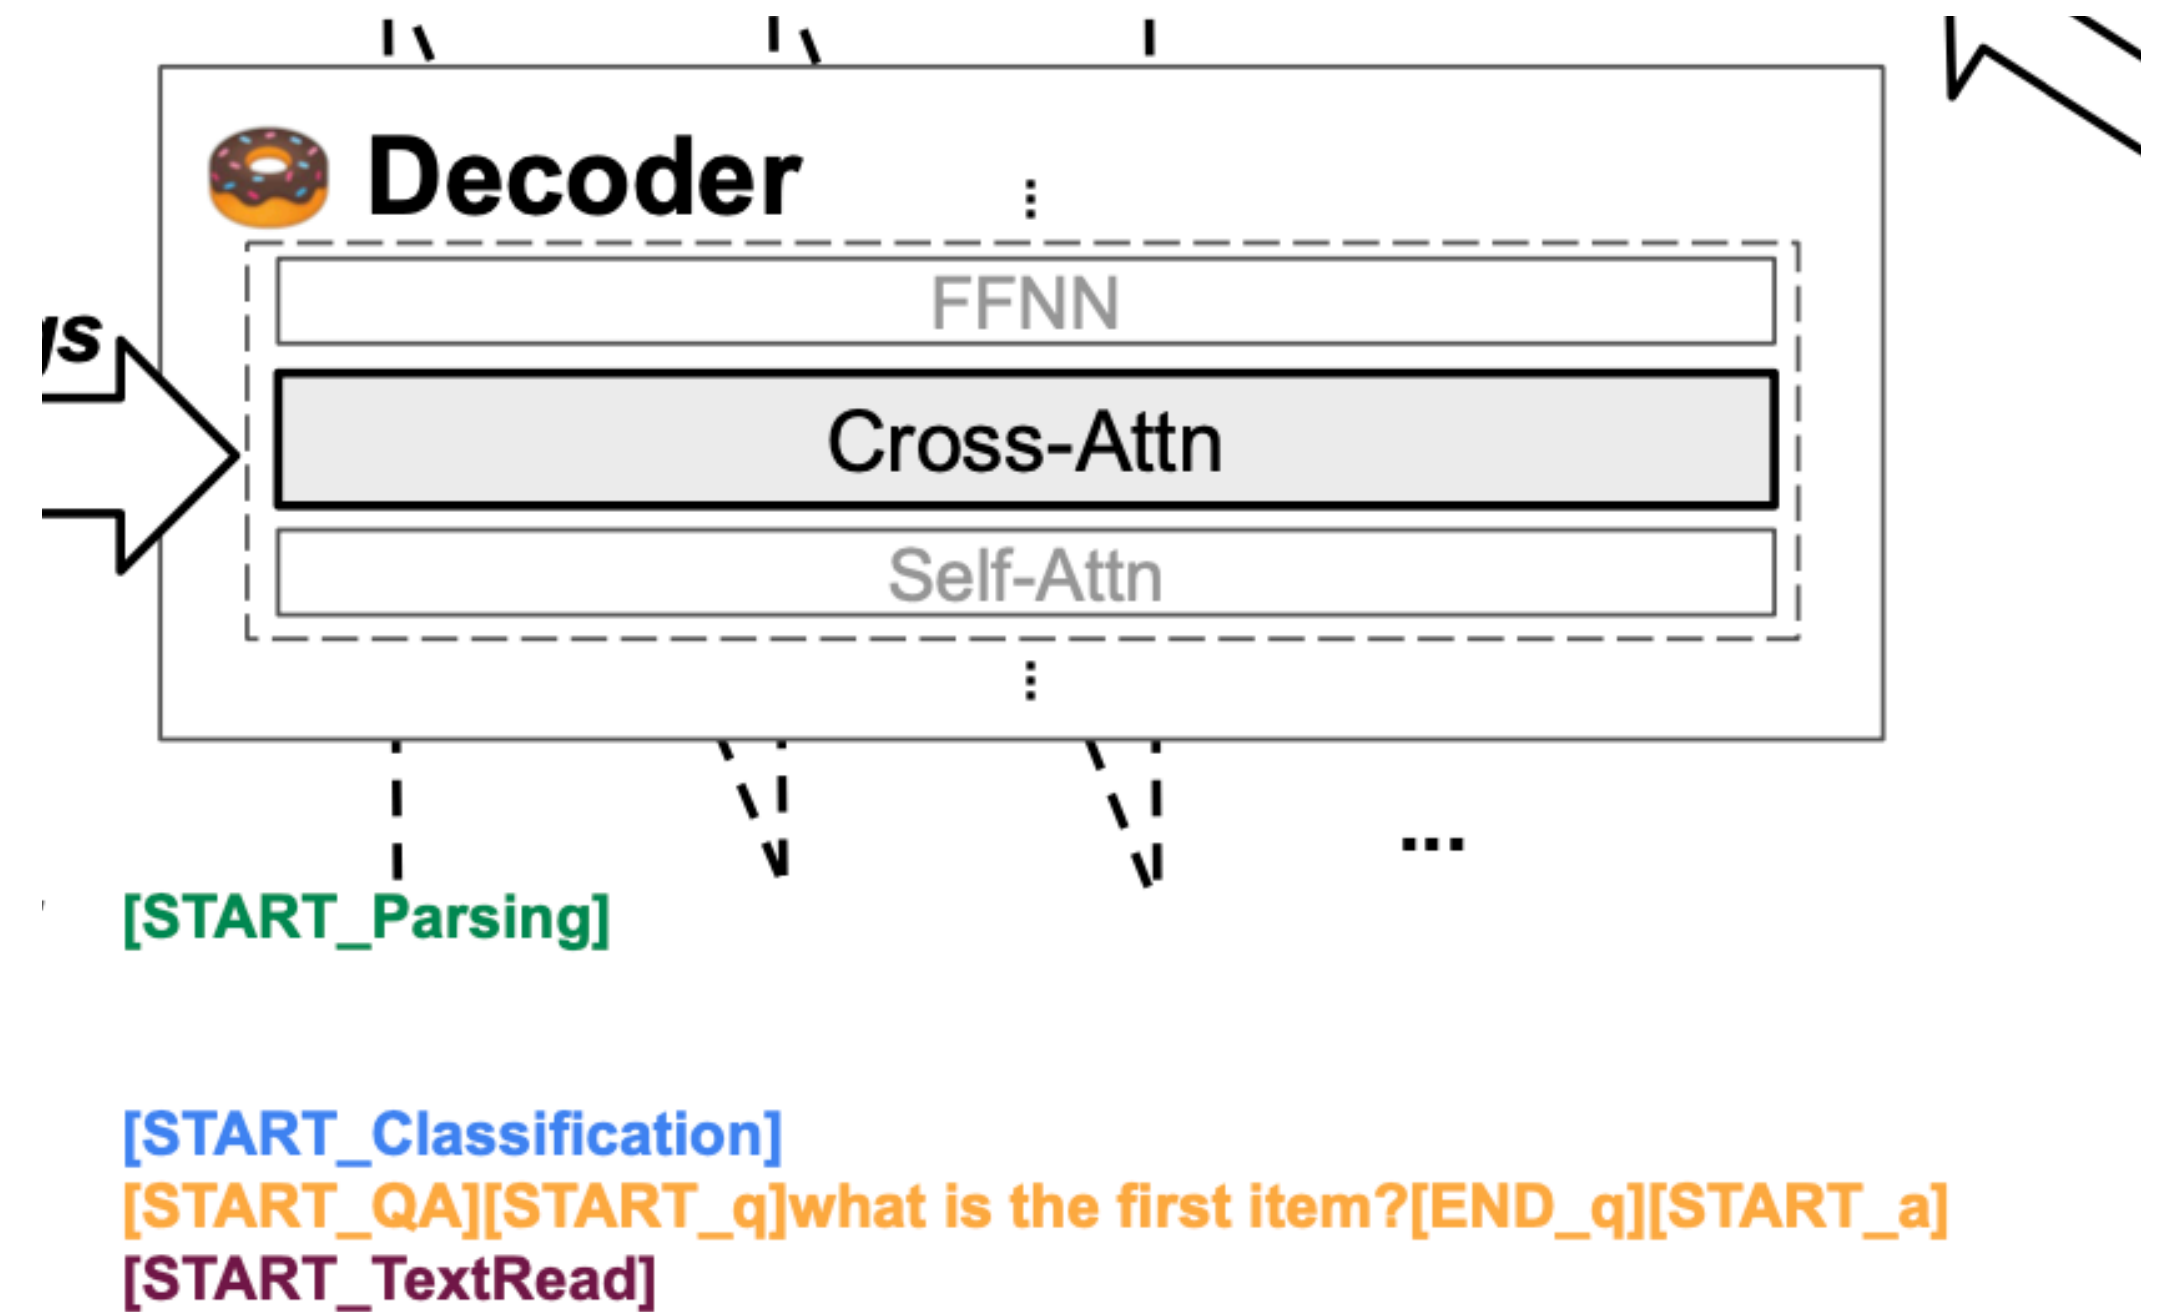 Decoder
FFNN
Cross-Attn
Self-Attn
...
[START_Parsing]
[START_Classification]
[START_QA][START_q]what is the first item?[END_q][START_a]
[START_TextRead]